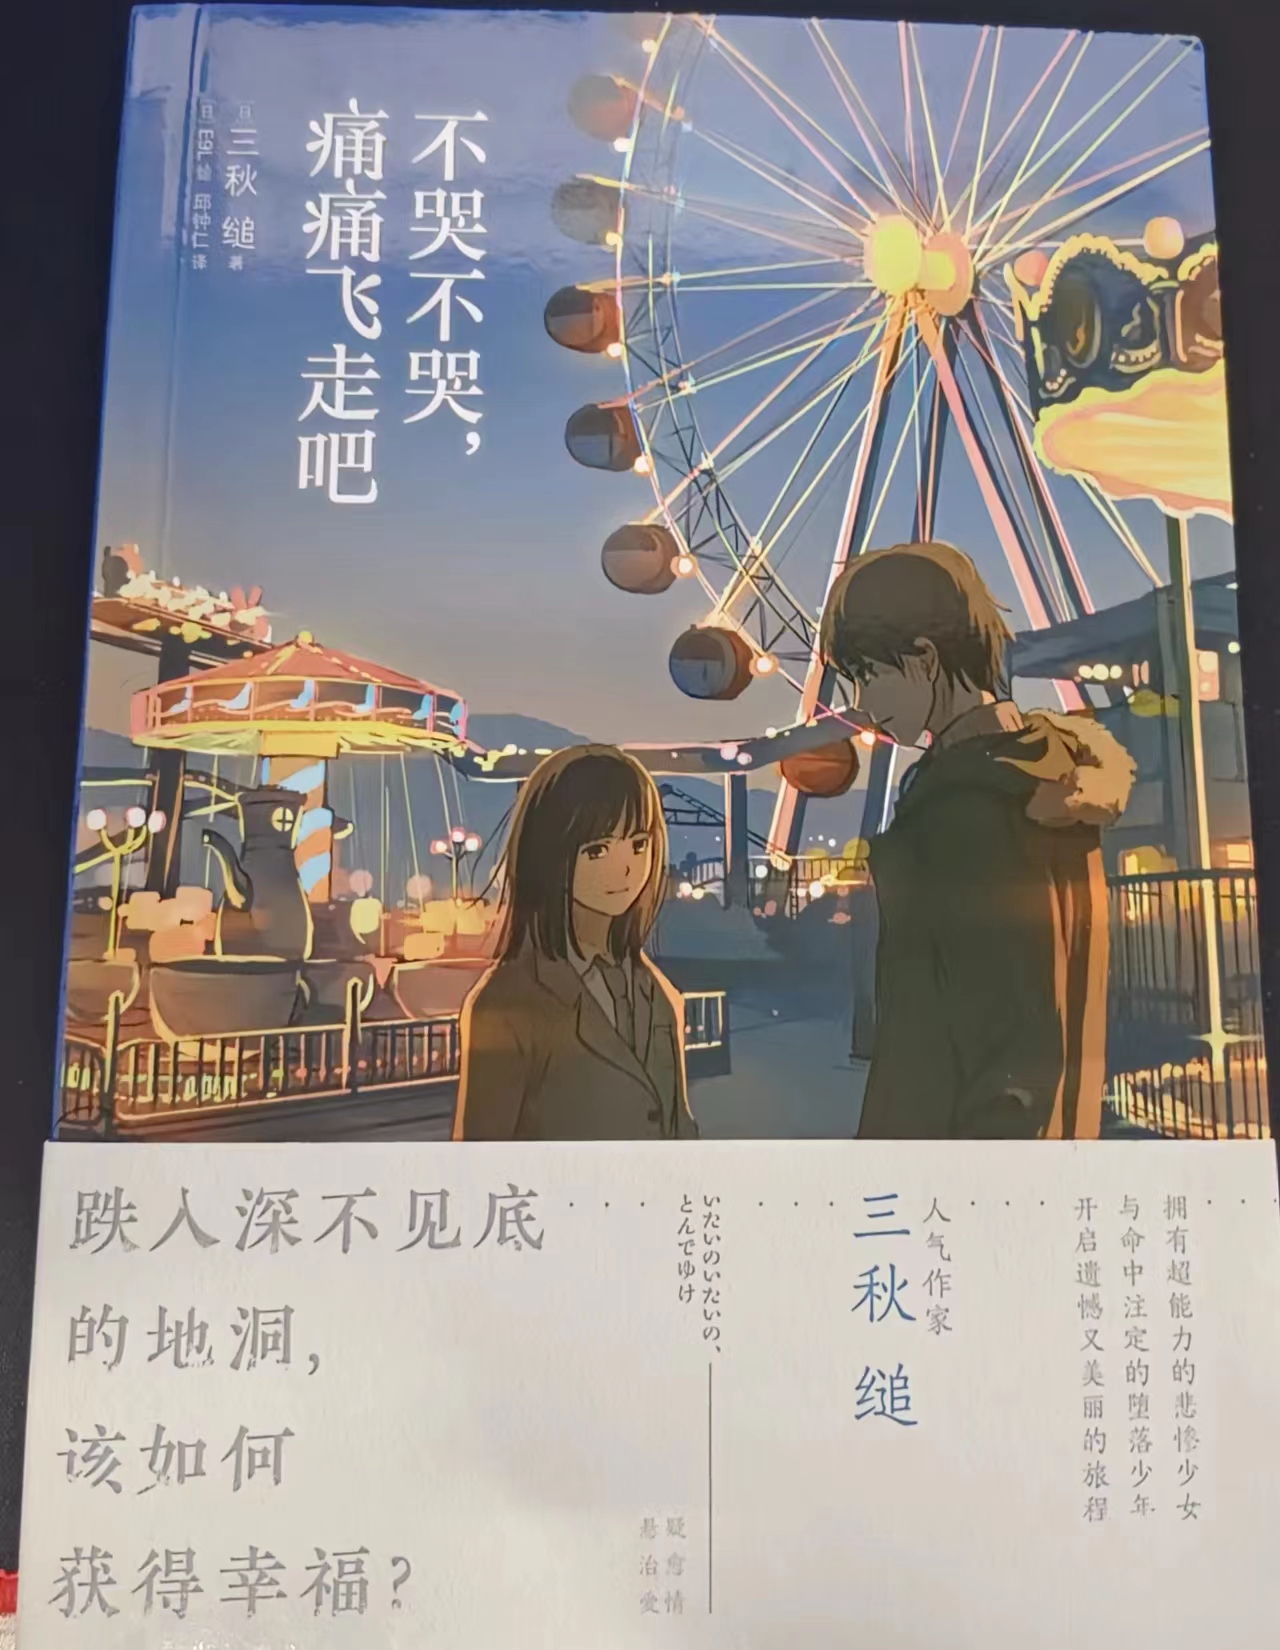 不哭不哭，
痛痛飞走吧
[日]三秋 缒 著
[日]E9L 绘 邱钟仁 译
拥有超能力的悲惨少女
与命中注定的堕落少年
开启遗憾又美丽的旅程
人气作家
三秋 缒
いたいのいたいの、
とんでゆけ
悬疑
治愈
爱情
跌入深不见底
的地洞，
该如何
获得幸福？